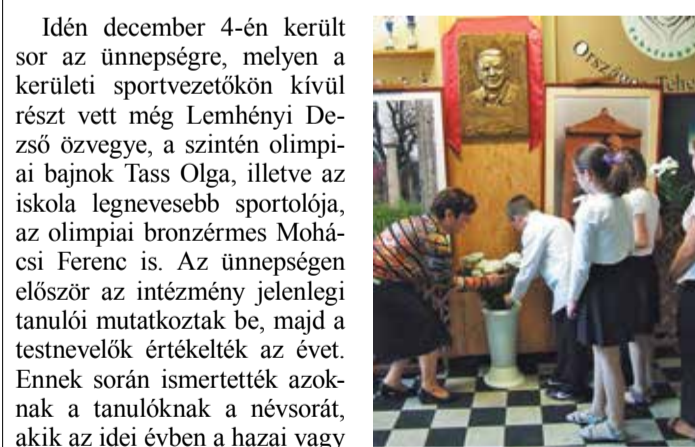 Idén december 4-én került
sor az ünnepségre, melyen a
kerületi sportvezetőkön kívül
részt vett még Lemhényi De-
zső özvegye, a szintén olimpi-
ai bajnok Tass Olga, illetve az
iskola legnevesebb sportolója,
az olimpiai bronzérmes Mohá-
csi Ferenc is. Az ünnepségen
először az intézmény jelenlegi
tanulói mutatkoztak be, majd a
testnevelők értékelték az évet.
Ennek során ismertették azok-
nak a tanulóknak a névsorát,
akik az idei évben a hazai vagy
Országos Tehe